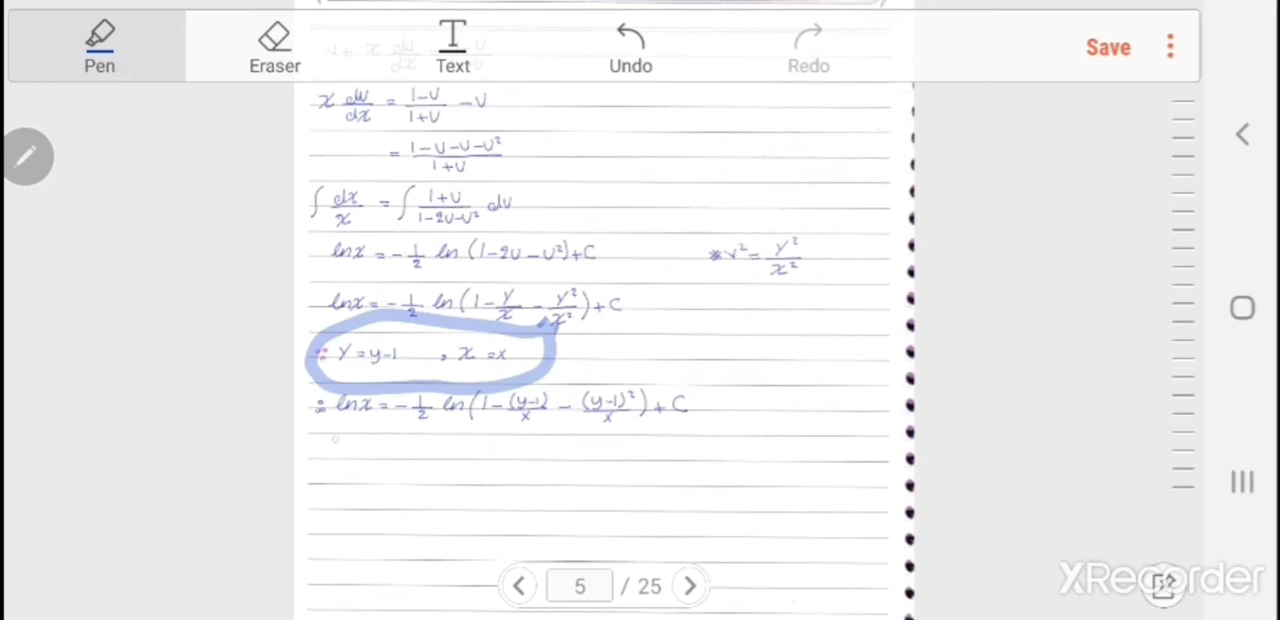 Pen Eraser Text Undo Redo Save
x dv/dx = 1-v/1+v - v
= 1-v-v-v²/1+v
∫ dx/x = ∫ 1+v/1-2v-v² dv
ln x = -1/2 ln (1-2v-v²)+C
*v² = Y²/x²
ln x = -1/2 ln (1 - Y/x - Y²/x²)+C
∵ Y = y-1 , X = x
∴ ln x = -1/2 ln (1 - (y-1)/x - (y-1)²/x) + C
5 / 25
XRecorder